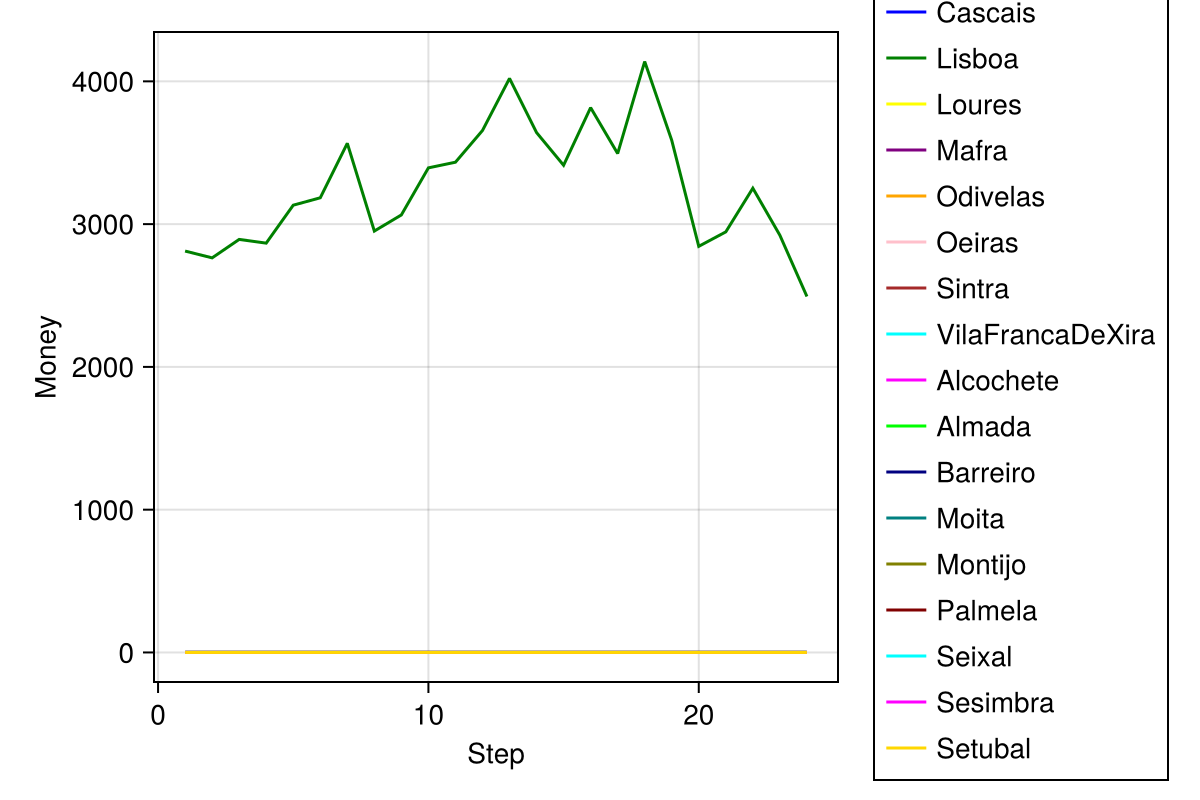 4000
3000
2000
1000
0
Money
0
10
20
Step
Cascais
Lisboa
Loures
Mafra
Odivelas
Oeiras
Sintra
VilaFrancaDeXira
Alcochete
Almada
Barreiro
Moita
Montijo
Palmela
Seixal
Sesimbra
Setubal